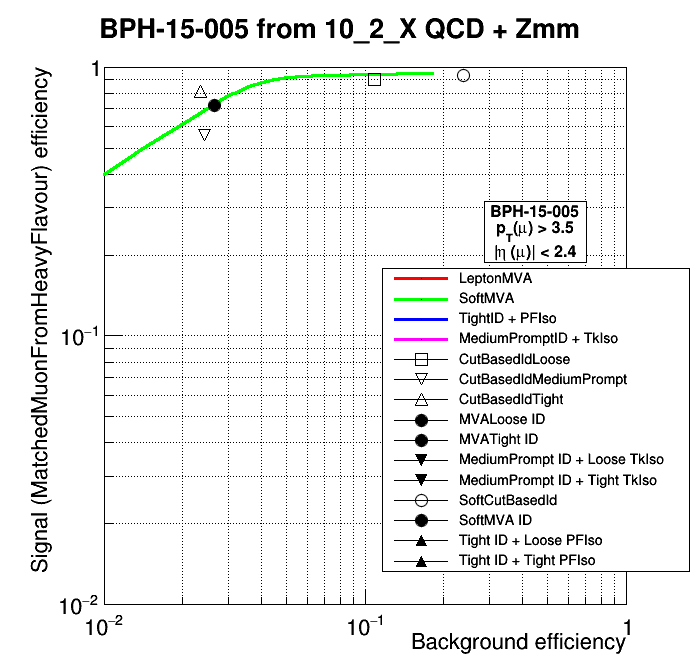 BPH-15-005 from 10_2_X QCD + Zmm
Signal (MatchedMuonFromHeavyFlavour) efficiency
1
10⁻¹
10⁻²
BPH-15-005
p_T(μ) > 3.5
|η (μ)| < 2.4
LeptonMVA
SoftMVA
TightID + PFIso
MediumPromptID + TkIso
CutBasedIdLoose
CutBasedIdMediumPrompt
CutBasedIdTight
MVALoose ID
MVATight ID
MediumPrompt ID + Loose TkIso
MediumPrompt ID + Tight TkIso
SoftCutBasedId
SoftMVA ID
Tight ID + Loose PFIso
Tight ID + Tight PFIso
10⁻² 10⁻¹ 1
Background efficiency